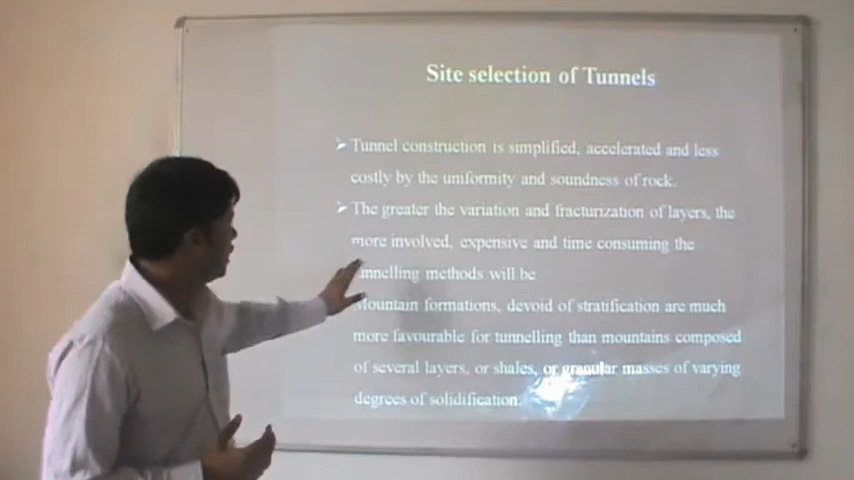 Site selection of Tunnels
➢ Tunnel construction is simplified, accelerated and less
costly by the uniformity and soundness of rock.
➢ The greater the variation and fracturization of layers, the
more involved, expensive and time consuming the
unnelling methods will be
Mountain formations, devoid of stratification are much
more favourable for tunnelling than mountains composed
of several layers, or shales, or granular masses of varying
degrees of solidification.